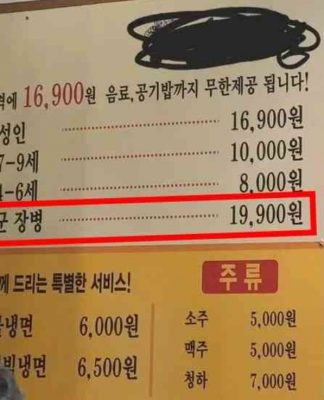 격에 16,900원 음료,공기밥까지 무한제공 됩니다!
성인 16,900원
7-9세 10,000원
4-6세 8,000원
군 장병 19,900원
께 드리는 특별한 서비스!
물냉면 6,000원
비빔냉면 6,500원
주류
소주 5,000원
맥주 5,000원
청하 7,000원